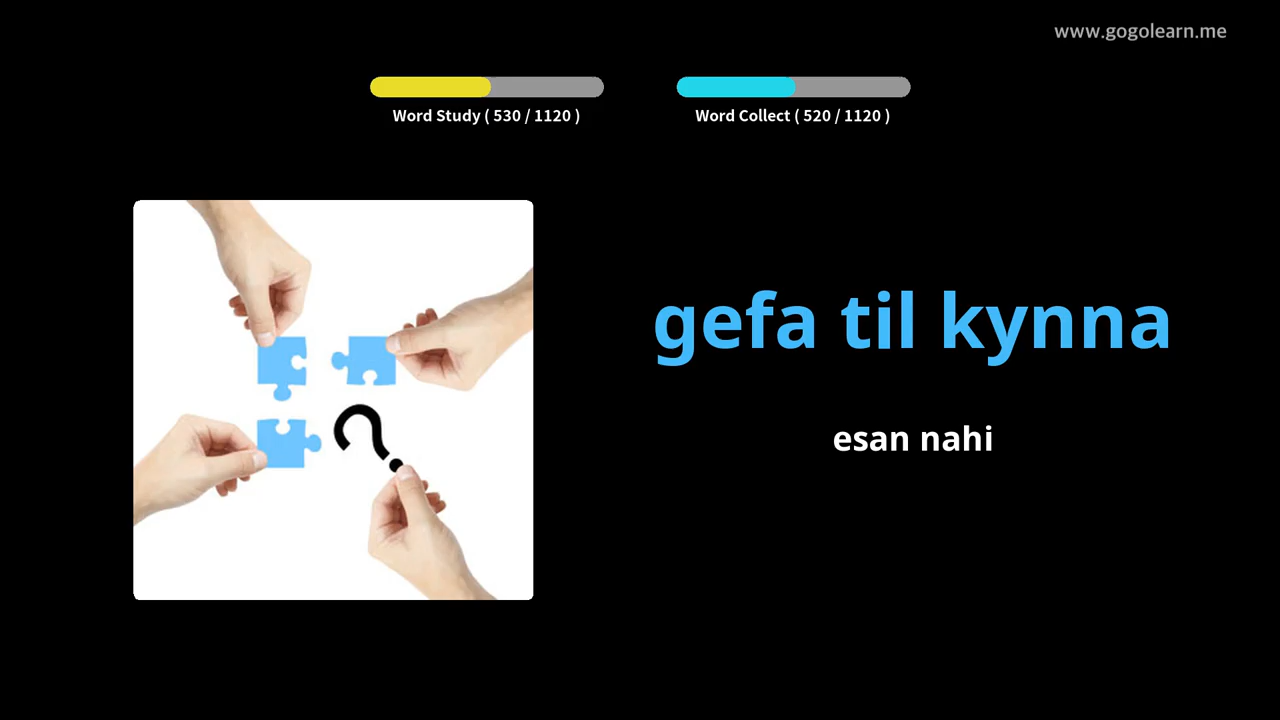 www.gogolearn.me
Word Study ( 530 / 1120 )
Word Collect ( 520 / 1120 )
gefa til kynna
esan nahi